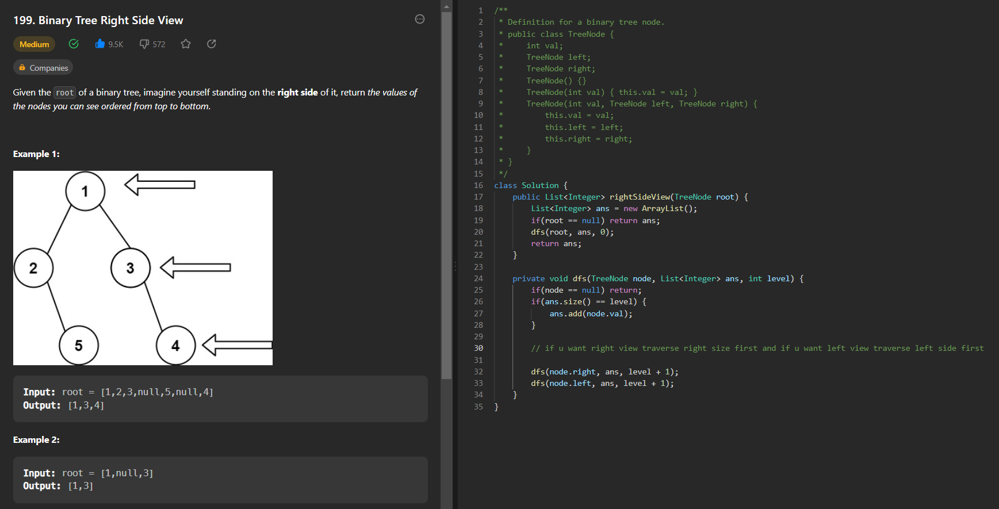 199. Binary Tree Right Side View
Medium 9.5K 572
Companies
Given the root of a binary tree, imagine yourself standing on the right side of it, return the values of
the nodes you can see ordered from top to bottom.
Example 1:
1
2
3
5
4
Input: root = [1,2,3,null,5,null,4]
Output: [1,3,4]
Example 2:
Input: root = [1,null,3]
Output: [1,3]
1 /**
2  * Definition for a binary tree node.
3  * public class TreeNode {
4  *     int val;
5  *     TreeNode left;
6  *     TreeNode right;
7  *     TreeNode() {}
8  *     TreeNode(int val) { this.val = val; }
9  *     TreeNode(int val, TreeNode left, TreeNode right) {
10  *         this.val = val;
11  *         this.left = left;
12  *         this.right = right;
13  *     }
14  * }
15  */
16 class Solution {
17     public List<Integer> rightSideView(TreeNode root) {
18         List<Integer> ans = new ArrayList();
19         if(root == null) return ans;
20         dfs(root, ans, 0);
21         return ans;
22     }
23
24     private void dfs(TreeNode node, List<Integer> ans, int level) {
25         if(node == null) return;
26         if(ans.size() == level) {
27             ans.add(node.val);
28         }
29
30         // if u want right view traverse right size first and if u want left view traverse left side first
31
32         dfs(node.right, ans, level + 1);
33         dfs(node.left, ans, level + 1);
34     }
35 }